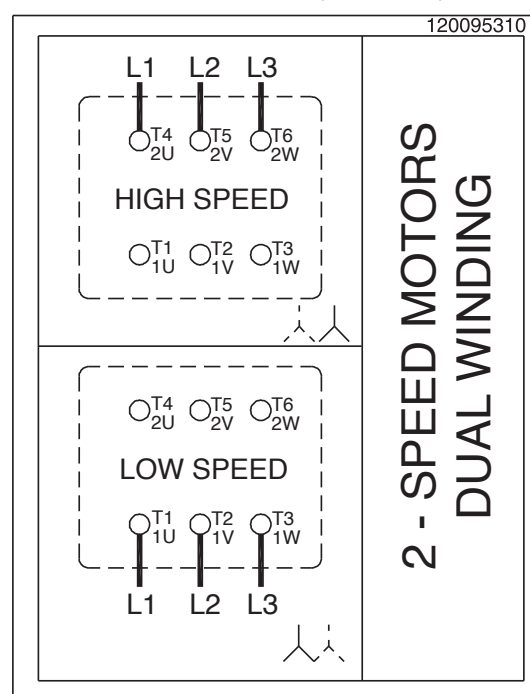 120095310
L1 L2 L3
T4 T5 T6
2U 2V 2W
HIGH SPEED
T1 T2 T3
1U 1V 1W
T4 T5 T6
2U 2V 2W
LOW SPEED
T1 T2 T3
1U 1V 1W
L1 L2 L3
2 - SPEED MOTORS
DUAL WINDING